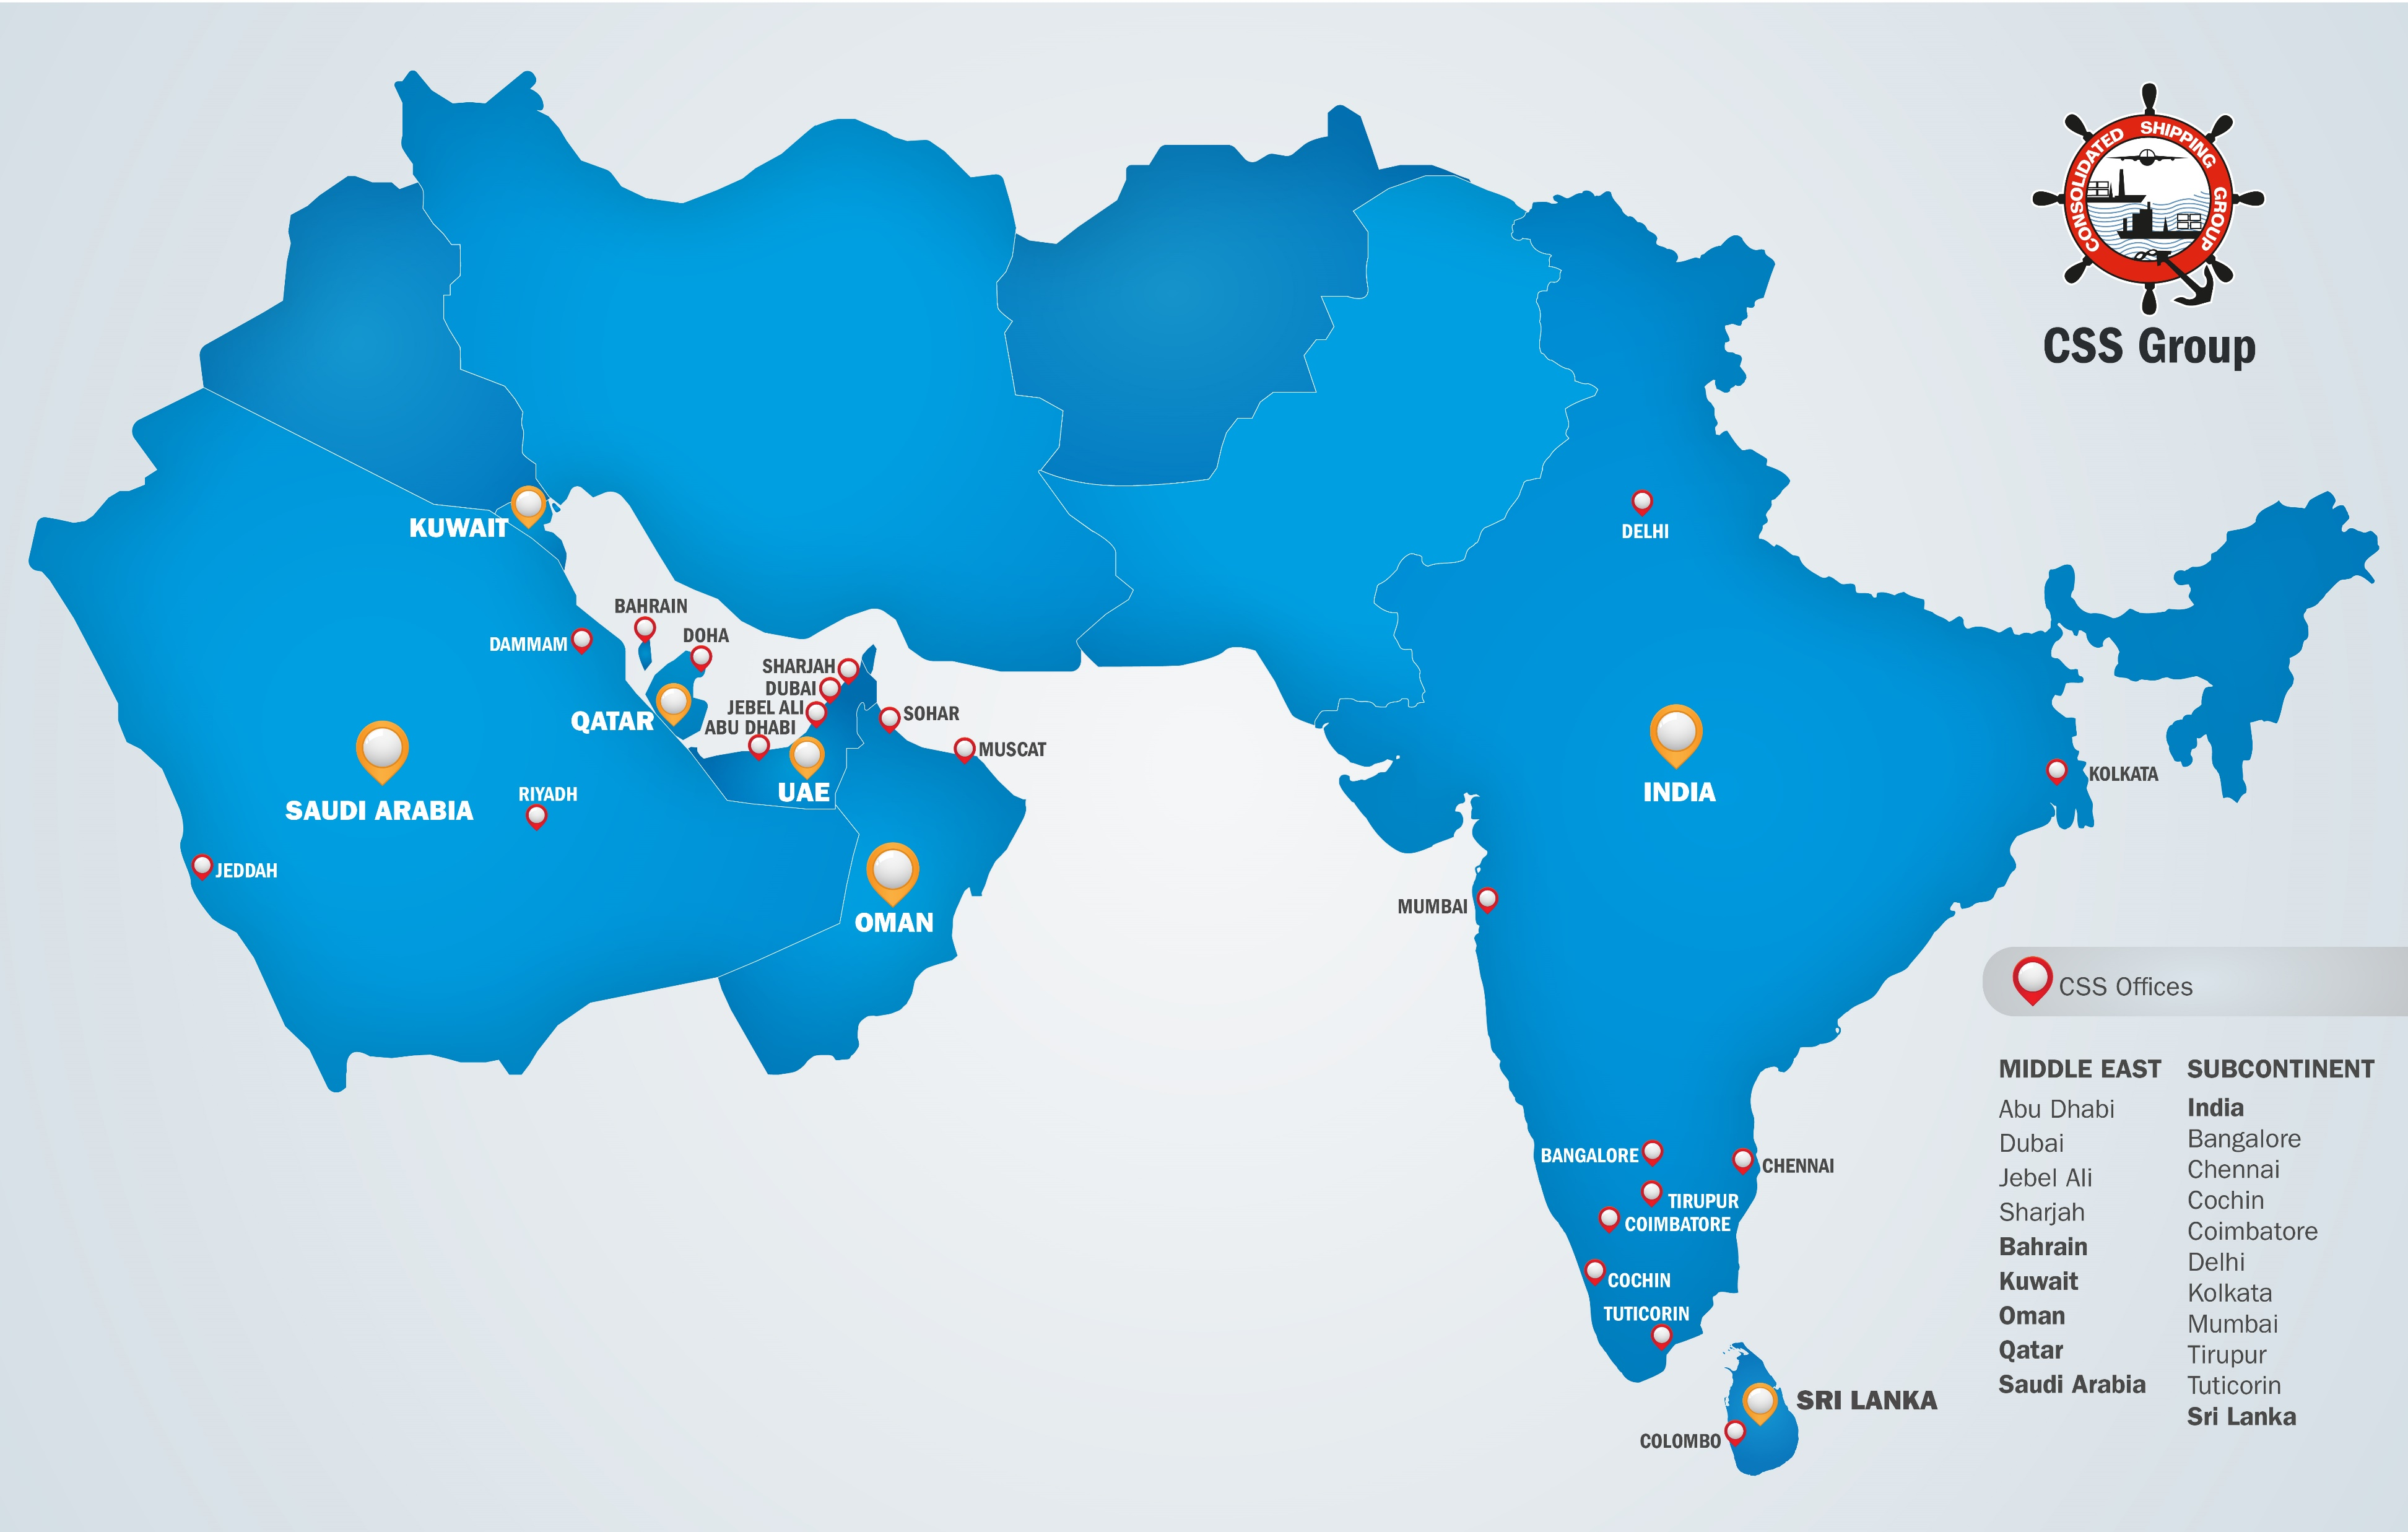 CONSOLIDATED SHIPPING GROUP
CSS Group
KUWAIT
DELHI
BAHRAIN
DOHA
DAMMAM
SHARJAH
DUBAI
JEBEL ALI
ABU DHABI
SOHAR
QATAR
MUSCAT
KOLKATA
SAUDI ARABIA
RIYADH
UAE
INDIA
JEDDAH
OMAN
MUMBAI
CSS Offices
BANGALORE
CHENNAI
TIRUPUR
COIMBATORE
COCHIN
TUTICORIN
SRI LANKA
COLOMBO
MIDDLE EAST
Abu Dhabi
Dubai
Jebel Ali
Sharjah
Bahrain
Kuwait
Oman
Qatar
Saudi Arabia
SUBCONTINENT
India
Bangalore
Chennai
Cochin
Coimbatore
Delhi
Kolkata
Mumbai
Tirupur
Tuticorin
Sri Lanka